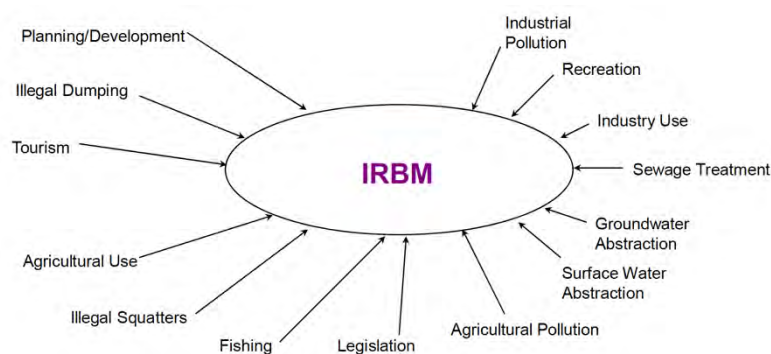 Planning/Development
Industrial
Pollution
Recreation
Illegal Dumping
Industry Use
Tourism
IRBM
Sewage Treatment
Groundwater
Abstraction
Agricultural Use
Surface Water
Abstraction
Illegal Squatters
Agricultural Pollution
Fishing
Legislation